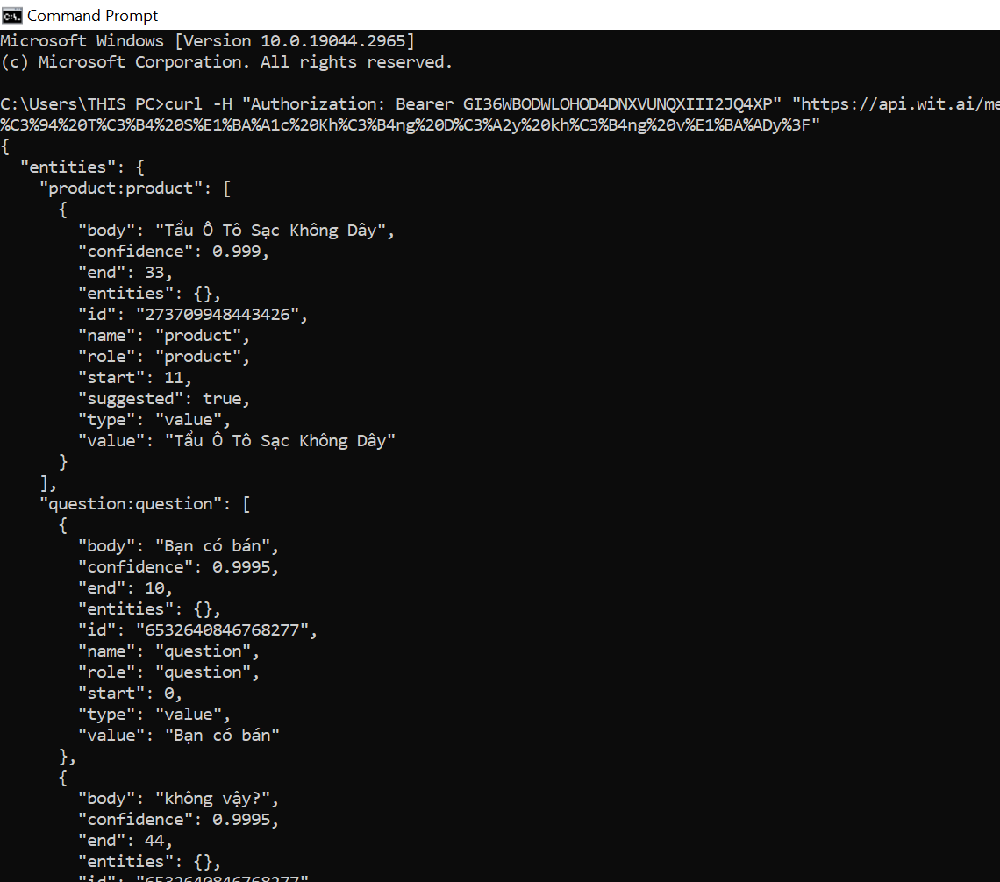 Command Prompt
Microsoft Windows [Version 10.0.19044.2965]
(c) Microsoft Corporation. All rights reserved.
C:\Users\THIS PC>curl -H "Authorization: Bearer GI36WBODWLOHOD4DNXVUNQXIII2JQ4XP" "https://api.wit.ai/me
%C3%94%20T%C3%B4%20S%E1%BA%A1c%20Kh%C3%B4ng%20D%C3%A2y%20kh%C3%B4ng%20v%E1%BA%ADy%3F"
{
"entities": {
"product:product": [
{
"body": "Tẩu Ô Tô Sạc Không Dây",
"confidence": 0.999,
"end": 33,
"entities": {},
"id": "273709948443426",
"name": "product",
"role": "product",
"start": 11,
"suggested": true,
"type": "value",
"value": "Tẩu Ô Tô Sạc Không Dây"
}
],
"question:question": [
{
"body": "Bạn có bán",
"confidence": 0.9995,
"end": 10,
"entities": {},
"id": "6532640846768277",
"name": "question",
"role": "question",
"start": 0,
"type": "value",
"value": "Bạn có bán"
},
{
"body": "không vậy?",
"confidence": 0.9995,
"end": 44,
"entities": {},
"id": "6532640846768277"